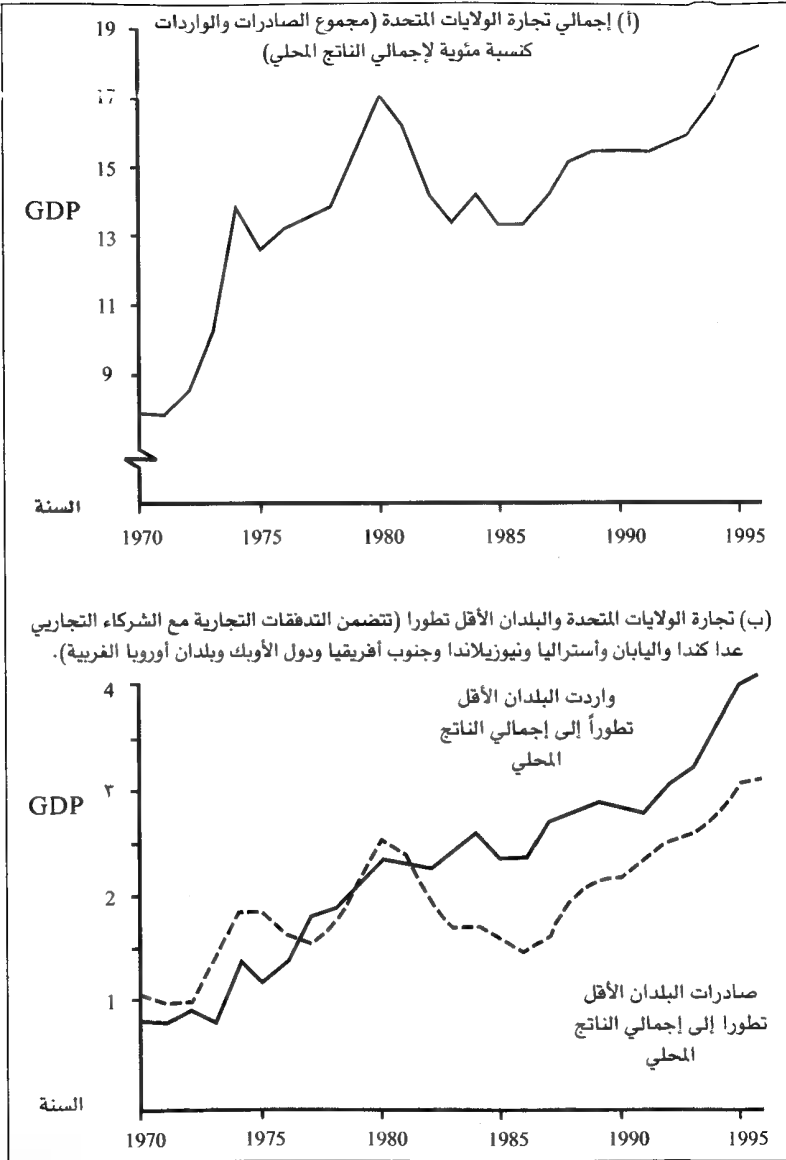 (أ) إجمالي تجارة الولايات المتحدة (مجموع الصادرات والواردات
كنسبة مئوية لإجمالي الناتج المحلي)
19
17
15
GDP
13
11
9
السنة
1970 1975 1980 1985 1990 1995
(ب) تجارة الولايات المتحدة والبلدان الأقل تطورا (تتضمن التدفقات التجارية مع الشركاء التجاريي
عدا كندا واليابان وأستراليا ونيوزيلاندا وجنوب أفريقيا ودول الأوبك وبلدان أوروبا الغربية).
4
واردت البلدان الأقل
تطوراً إلى إجمالي الناتج
المحلي
٣
GDP
2
1
صادرات البلدان الأقل
تطورا إلى إجمالي الناتج
المحلي
السنة
1970 1975 1980 1985 1990 1995